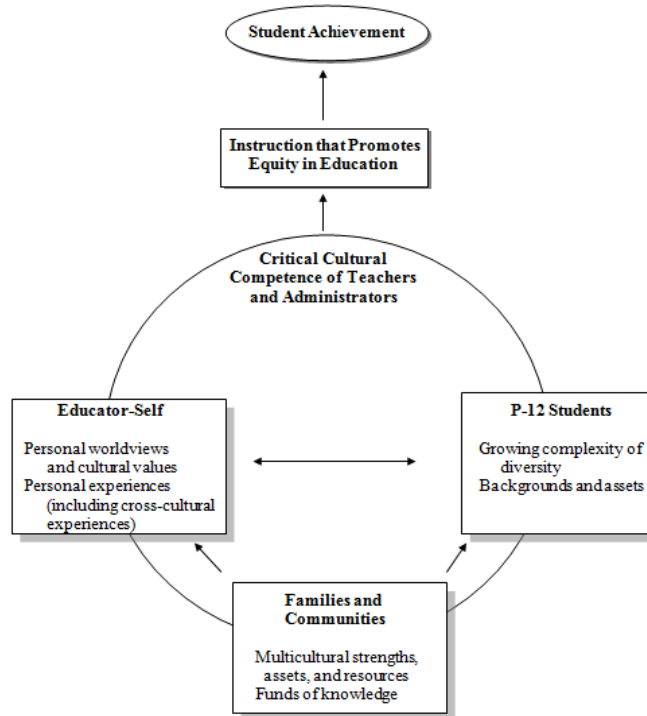 Student Achievement
Instruction that Promotes
Equity in Education
Critical Cultural
Competence of Teachers
and Administrators
Educator-Self
Personal worldviews
and cultural values
Personal experiences
(including cross-cultural
experiences)
P-12 Students
Growing complexity of
diversity
Backgrounds and assets
Families and
Communities
Multicultural strengths,
assets, and resources
Funds of knowledge